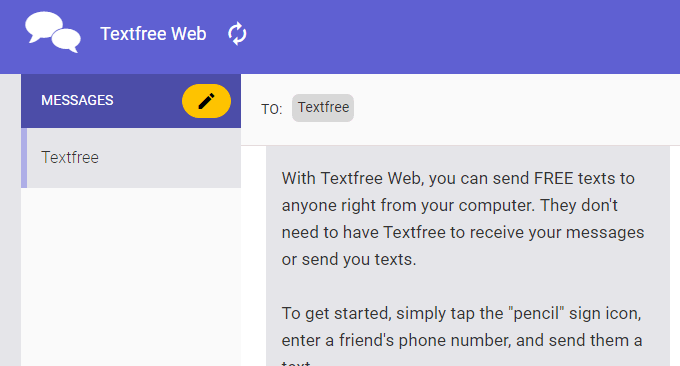 Textfree Web
MESSAGES
Textfree
TO: Textfree
With Textfree Web, you can send FREE texts to
anyone right from your computer. They don't
need to have Textfree to receive your messages
or send you texts.
To get started, simply tap the "pencil" sign icon,
enter a friend's phone number, and send them a
text